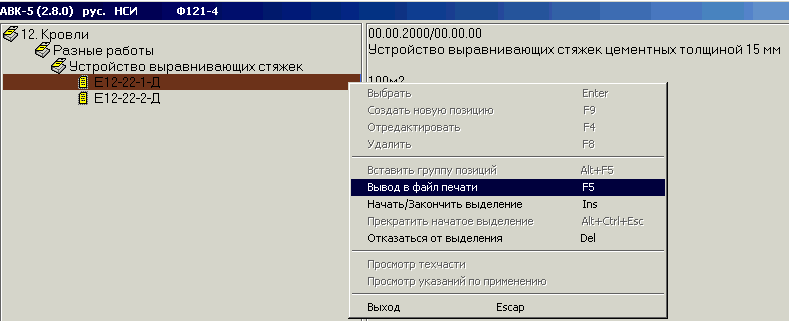 АВК-5 (2.8.0) рус. НСИ Ф121-4
12. Кровли
Разные работы
Устройство выравнивающих стяжек
Е12-22-1-Д
Е12-22-2-Д
00.00.2000/00.00.00
Устройство выравнивающих стяжек цементных толщиной 15 мм
100м2
Выбрать Enter
Создать новую позицию F9
Отредактировать F4
Удалить F8
Вставить группу позиций Alt+F5
Вывод в файл печати F5
Начать/Закончить выделение Ins
Прекратить начатое выделение Alt+Ctrl+Esc
Отказаться от выделения Del
Просмотр техчасти
Просмотр указаний по применению
Выход Escap